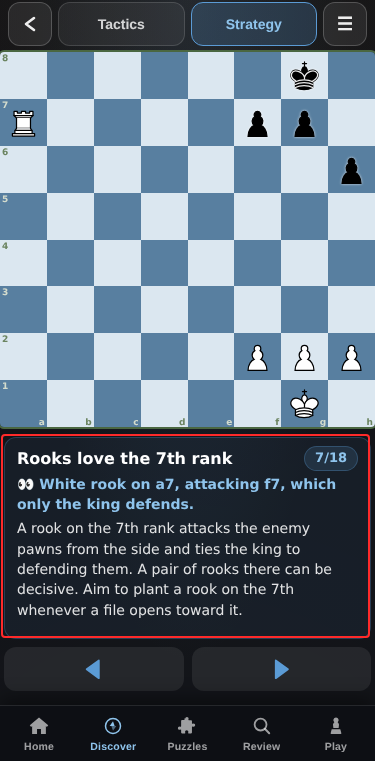 Tactics
Strategy
8
7
6
5
4
3
2
1
a
b
c
d
e
f
g
h
Rooks love the 7th rank
7/18
👀 White rook on a7, attacking f7, which
only the king defends.
A rook on the 7th rank attacks the enemy
pawns from the side and ties the king to
defending them. A pair of rooks there can be
decisive. Aim to plant a rook on the 7th
whenever a file opens toward it.
Home
Discover
Puzzles
Review
Play